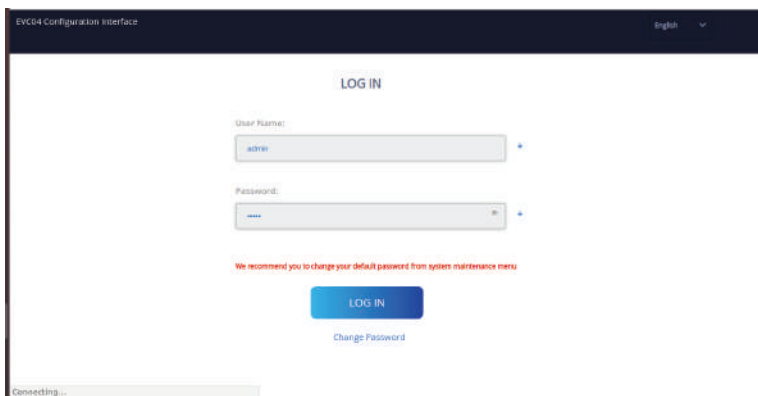 EVC04 Configuration Interface
English
LOG IN
User Name:
admin
Password:
•••••
We recommend you to change your default password from system maintenance menu
LOG IN
Change Password
Connecting...